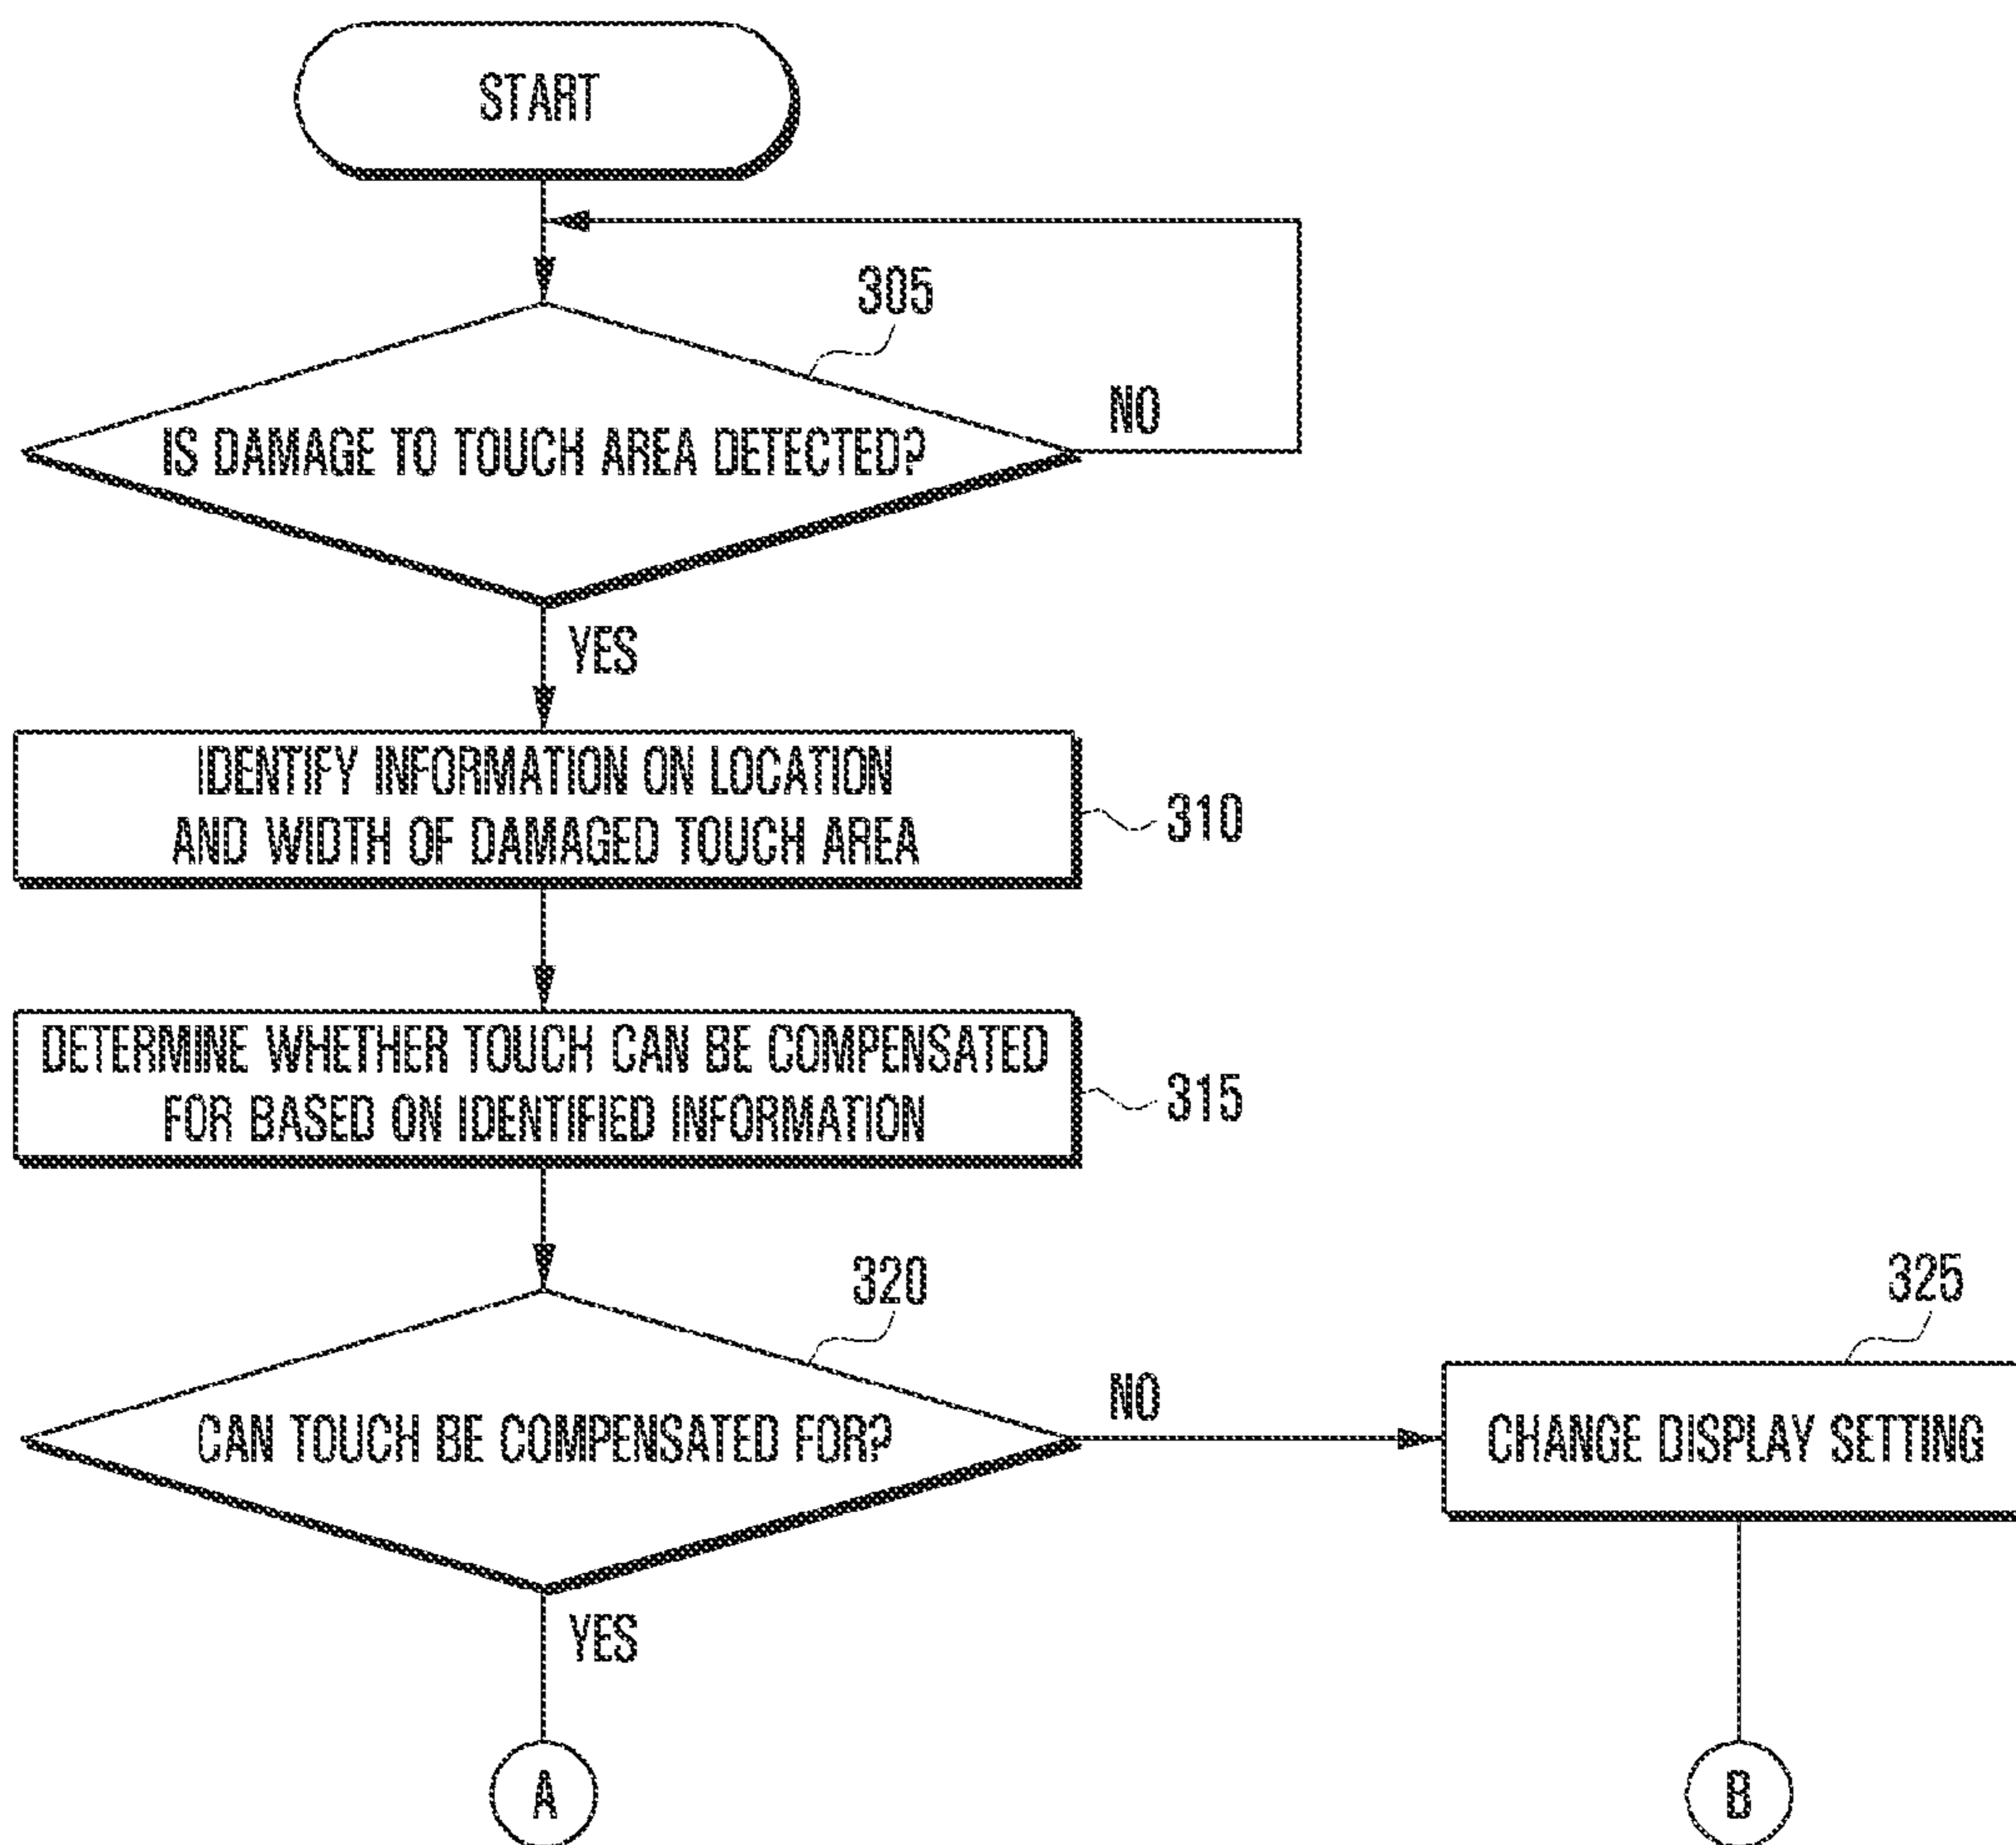 START
305
IS DAMAGE TO TOUCH AREA DETECTED?
NO
YES
IDENTIFY INFORMATION ON LOCATION
AND WIDTH OF DAMAGED TOUCH AREA
310
DETERMINE WHETHER TOUCH CAN BE COMPENSATED
FOR BASED ON IDENTIFIED INFORMATION
315
320
CAN TOUCH BE COMPENSATED FOR?
NO
325
CHANGE DISPLAY SETTING
YES
A
B